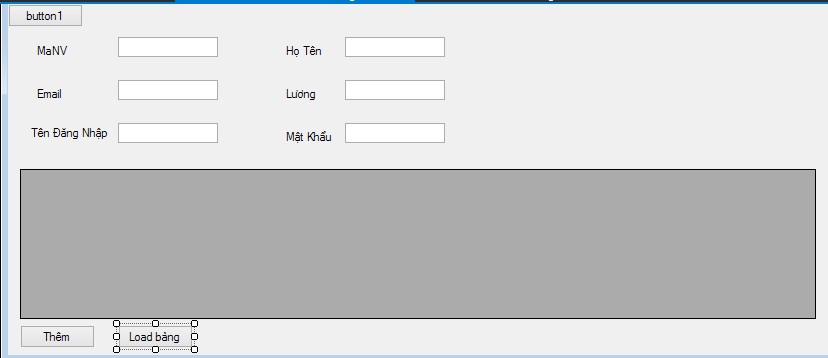 button1
MaNV
Họ Tên
Email
Lương
Tên Đăng Nhập
Mật Khẩu
Thêm
Load bảng